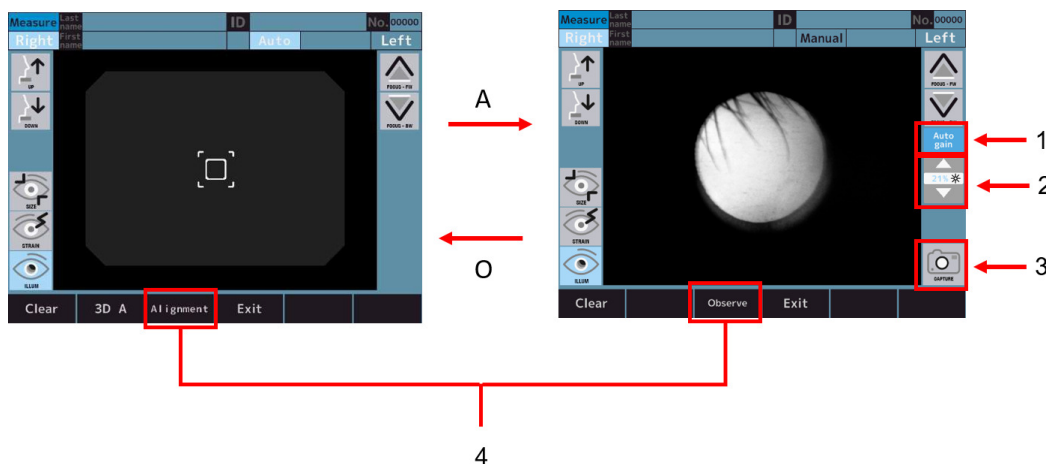 Measure Last name ID No. 00000
Right First name Auto Left
UP
FOCUS - FW
DOWN
FOCUS - BW
SIZE
STRAIN
ILLUM
Clear 3D A Alignment Exit
A
O
Measure Last name ID No. 00000
Right First name Manual Left
UP
FOCUS - FW
DOWN
Auto
gain
1
21%
2
SIZE
STRAIN
ILLUM
CAPTURE
3
Clear Observe Exit
4